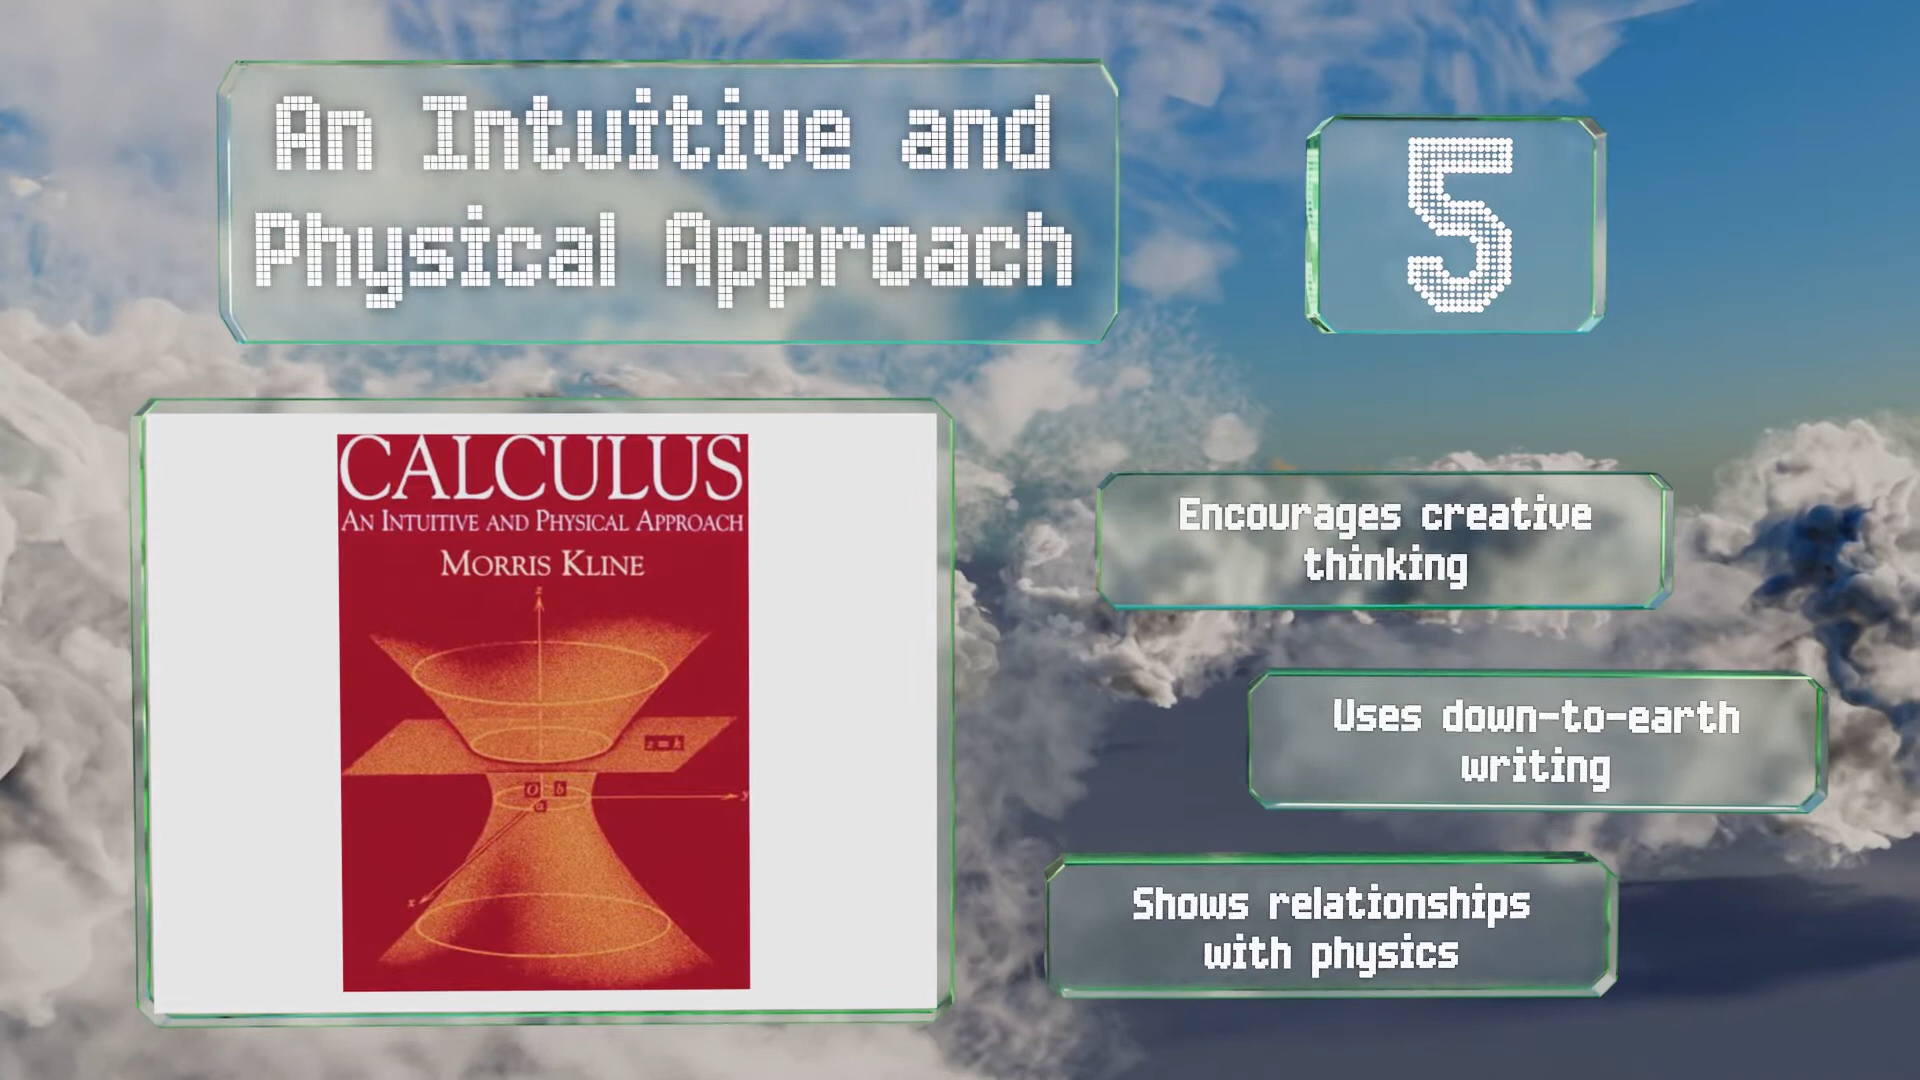 An Intuitive and
Physical Approach
5
CALCULUS
AN INTUITIVE AND PHYSICAL APPROACH
MORRIS KLINE
z
z = k
O b
a
y
x
Encourages creative
thinking
Uses down-to-earth
writing
Shows relationships
with physics